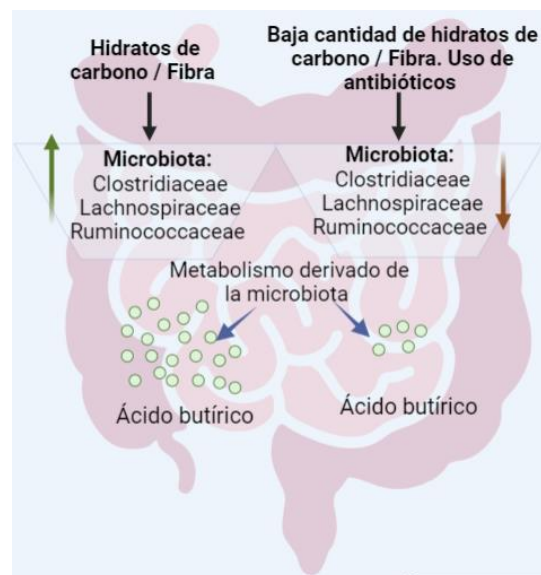 Hidratos de
carbono / Fibra
Baja cantidad de hidratos de
carbono / Fibra. Uso de
antibióticos
Microbiota:
Clostridiaceae
Lachnospiraceae
Ruminococcaceae
Microbiota:
Clostridiaceae
Lachnospiraceae
Ruminococcaceae
Metabolismo derivado de
la microbiota
Ácido butírico
Ácido butírico